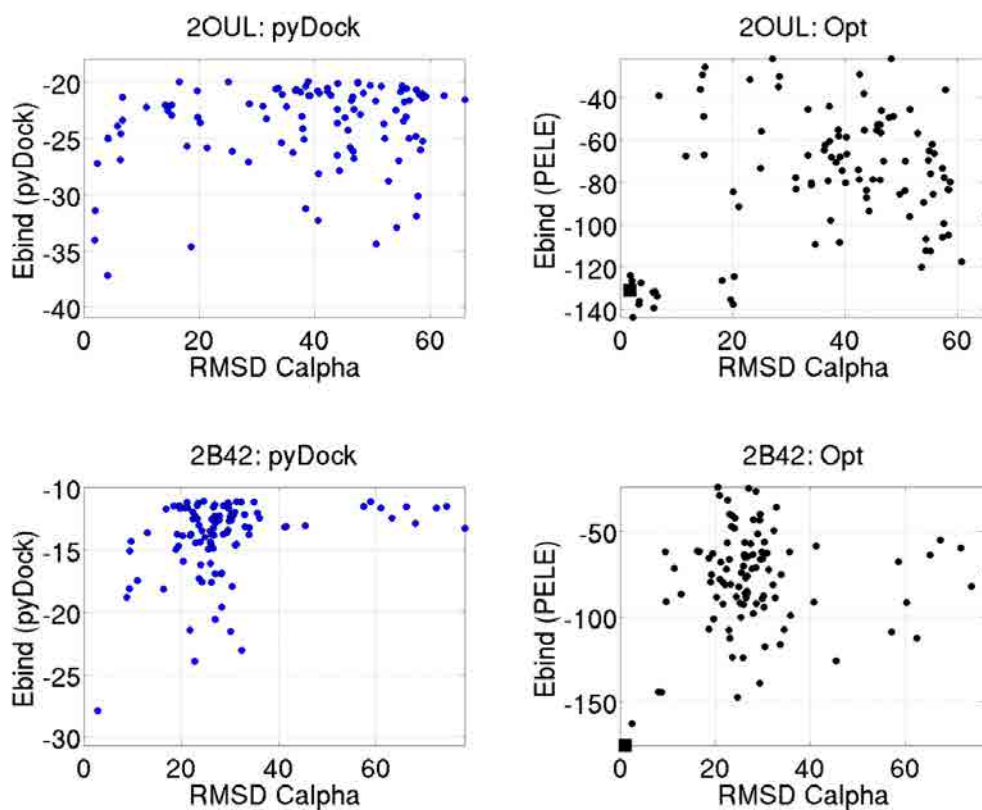 2OUL: pyDock
Ebind (pyDock)
-20
-25
-30
-35
-40
0 20 40 60
RMSD Calpha
2OUL: Opt
Ebind (PELE)
-40
-60
-80
-100
-120
-140
0 20 40 60
RMSD Calpha
2B42: pyDock
Ebind (pyDock)
-10
-15
-20
-25
-30
0 20 40 60
RMSD Calpha
2B42: Opt
Ebind (PELE)
-50
-100
-150
0 20 40 60
RMSD Calpha